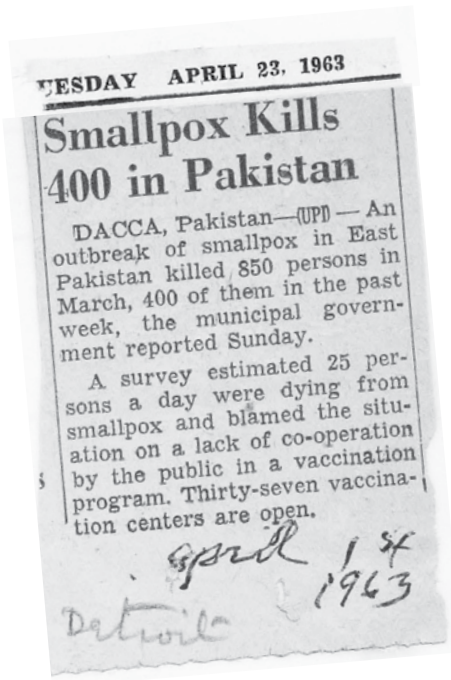 UESDAY APRIL 23, 1963
Smallpox Kills
400 in Pakistan
DACCA, Pakistan—(UPI)—An
outbreak of smallpox in East
Pakistan killed 850 persons in
March, 400 of them in the past
week, the municipal govern-
ment reported Sunday.
A survey estimated 25 per-
sons a day were dying from
smallpox and blamed the situ-
ation on a lack of co-operation
by the public in a vaccination
program. Thirty-seven vaccina-
tion centers are open.
april 1st
1963
Detroit